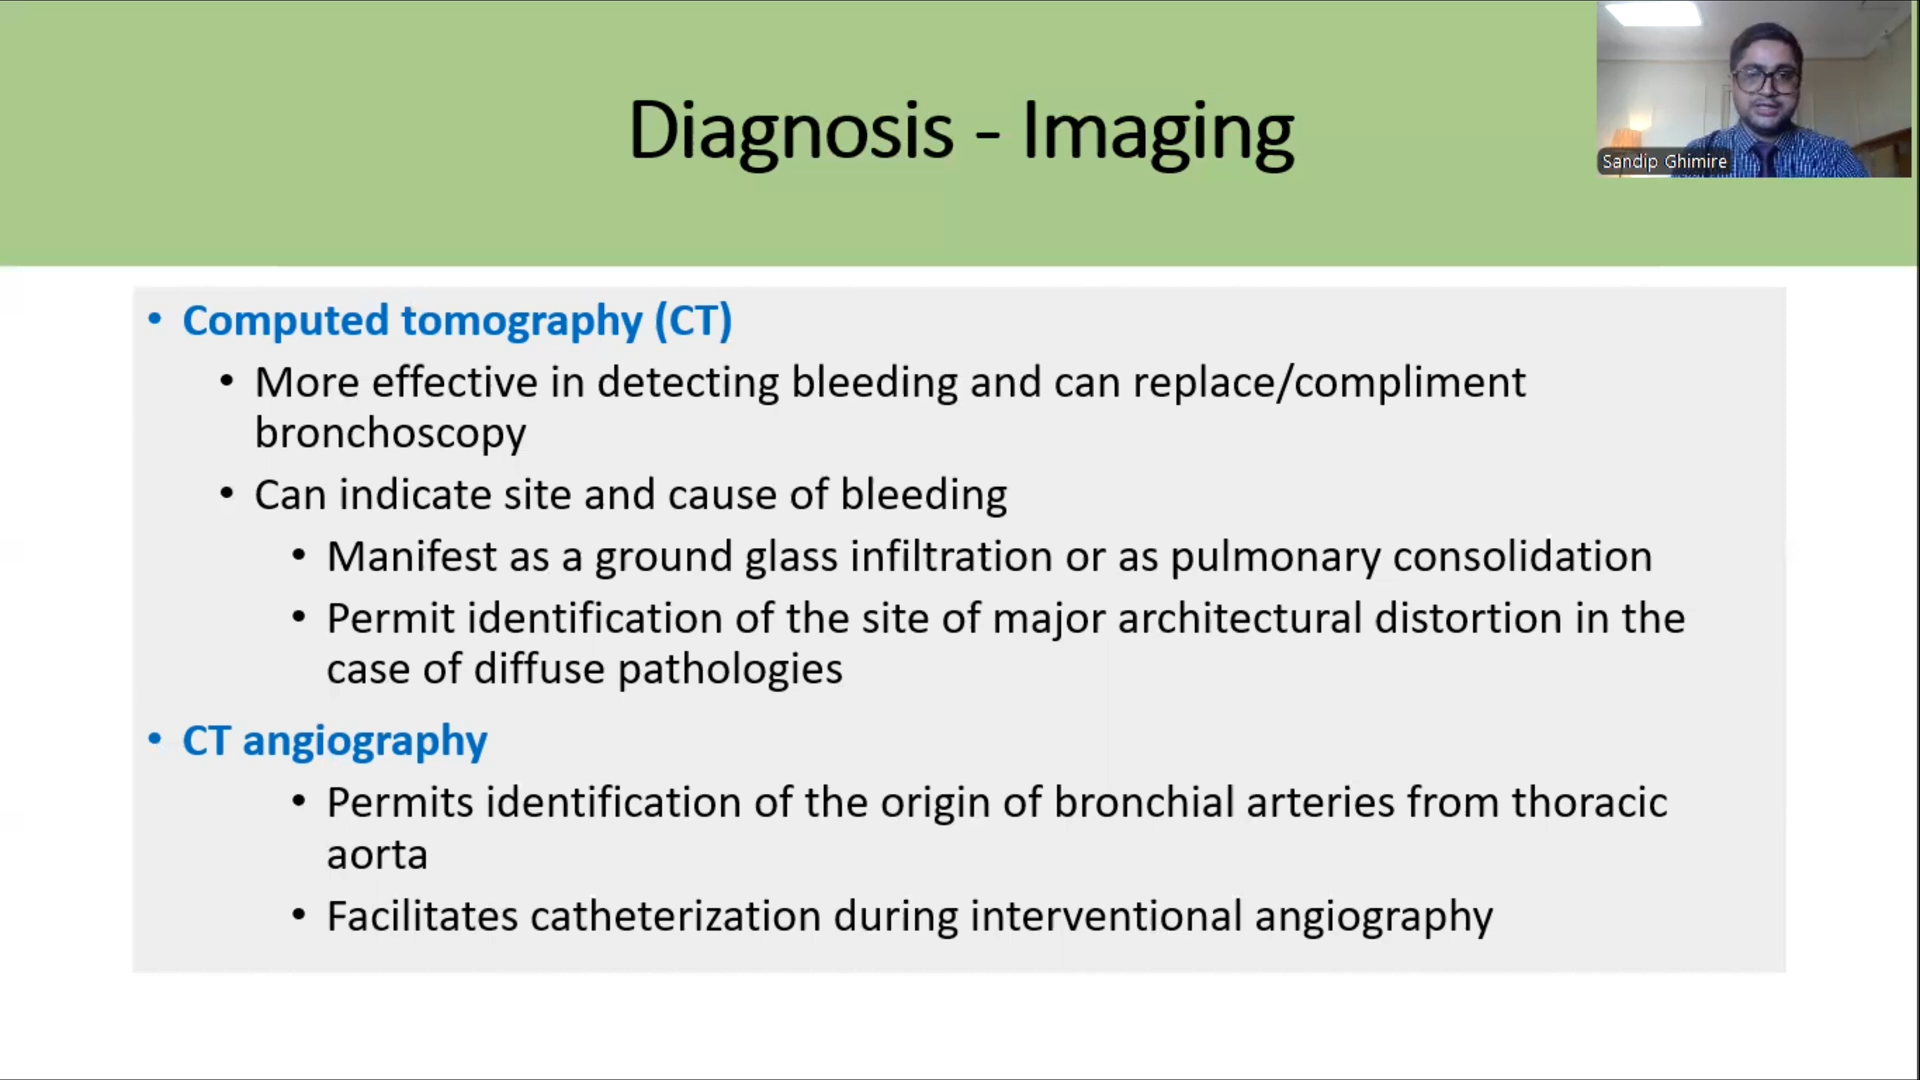 Diagnosis - Imaging
Sandip Ghimire
• Computed tomography (CT)
• More effective in detecting bleeding and can replace/compliment
bronchoscopy
• Can indicate site and cause of bleeding
• Manifest as a ground glass infiltration or as pulmonary consolidation
• Permit identification of the site of major architectural distortion in the
case of diffuse pathologies
• CT angiography
• Permits identification of the origin of bronchial arteries from thoracic
aorta
• Facilitates catheterization during interventional angiography